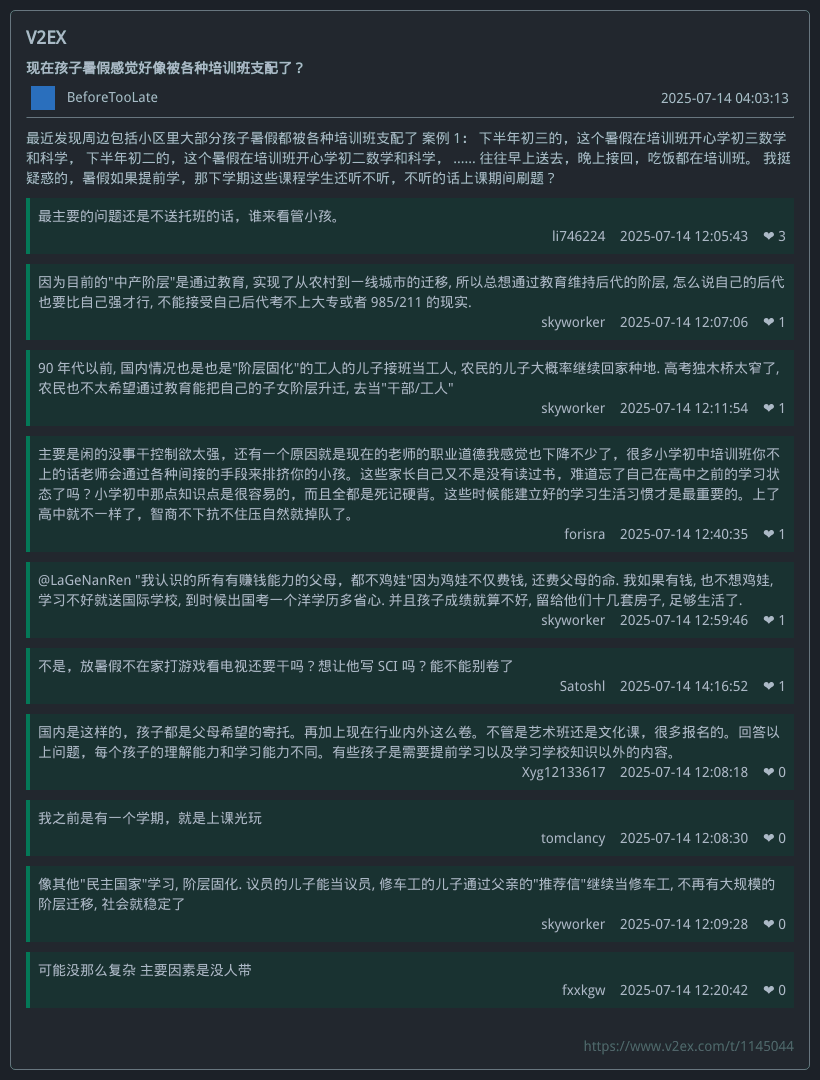 V2EX
现在孩子暑假感觉好像被各种培训班支配了？
BeforeTooLate
2025-07-14 04:03:13
最近发现周边包括小区里大部分孩子暑假都被各种培训班支配了 案例 1： 下半年初三的，这个暑假在培训班开心学初三数学
和科学， 下半年初二的，这个暑假在培训班开心学初二数学和科学， ...... 往往早上送去，晚上接回，吃饭都在培训班。 我挺
疑惑的，暑假如果提前学，那下学期这些课程学生还听不听，不听的话上课期间刷题？
最主要的问题还是不送托班的话，谁来看管小孩。
li746224 2025-07-14 12:05:43 ❤ 3
因为目前的"中产阶层"是通过教育, 实现了从农村到一线城市的迁移, 所以总想通过教育维持后代的阶层, 怎么说自己的后代
也要比自己强才行, 不能接受自己后代考不上大专或者 985/211 的现实.
skyworker 2025-07-14 12:07:06 ❤ 1
90 年代以前, 国内情况也是也是"阶层固化"的工人的儿子接班当工人, 农民的儿子大概率继续回家种地. 高考独木桥太窄了,
农民也不太希望通过教育能把自己的子女阶层升迁, 去当"干部/工人"
skyworker 2025-07-14 12:11:54 ❤ 1
主要是闲的没事干控制欲太强，还有一个原因就是现在的老师的职业道德我感觉也下降不少了，很多小学初中培训班你不
上的话老师会通过各种间接的手段来排挤你的小孩。这些家长自己又不是没有读过书，难道忘了自己在高中之前的学习状
态了吗？小学初中那点知识点是很容易的，而且全都是死记硬背。这些时候能建立好的学习生活习惯才是最重要的。上了
高中就不一样了，智商不下抗不住压自然就掉队了。
forisra 2025-07-14 12:40:35 ❤ 1
@LaGeNanRen "我认识的所有有赚钱能力的父母，都不鸡娃"因为鸡娃不仅费钱, 还费父母的命. 我如果有钱, 也不想鸡娃,
学习不好就送国际学校, 到时候出国考一个洋学历多省心. 并且孩子成绩就算不好, 留给他们十几套房子, 足够生活了.
skyworker 2025-07-14 12:59:46 ❤ 1
不是，放暑假不在家打游戏看电视还要干吗？想让他写 SCI 吗？能不能别卷了
Satoshl 2025-07-14 14:16:52 ❤ 1
国内是这样的，孩子都是父母希望的寄托。再加上现在行业内外这么卷。不管是艺术班还是文化课，很多报名的。回答以
上问题，每个孩子的理解能力和学习能力不同。有些孩子是需要提前学习以及学习学校知识以外的内容。
Xyg12133617 2025-07-14 12:08:18 ❤ 0
我之前是有一个学期，就是上课光玩
tomclancy 2025-07-14 12:08:30 ❤ 0
像其他"民主国家"学习, 阶层固化. 议员的儿子能当议员, 修车工的儿子通过父亲的"推荐信"继续当修车工, 不再有大规模的
阶层迁移, 社会就稳定了
skyworker 2025-07-14 12:09:28 ❤ 0
可能没那么复杂 主要因素是没人带
fxxkgw 2025-07-14 12:20:42 ❤ 0
https://www.v2ex.com/t/1145044